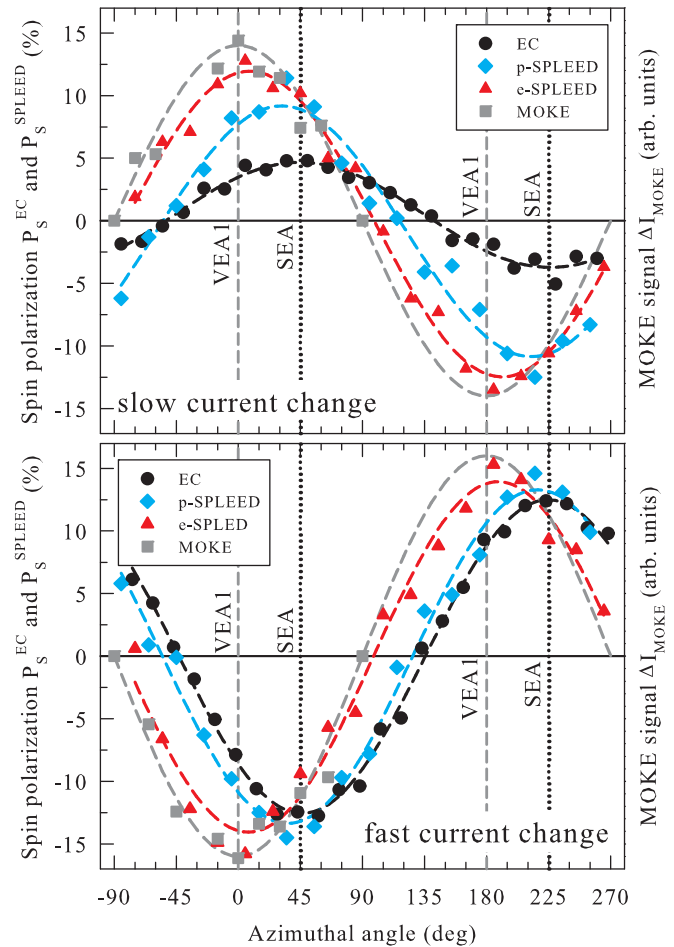 15
10
5
0
-5
-10
-15
Spin polarization P_S^EC and P_S^SPLEED (%)
MOKE signal ΔI_MOKE (arb. units)
EC
p-SPLEED
e-SPLEED
MOKE
VEA1
SEA
VEA1
SEA
slow current change
15
10
5
0
-5
-10
-15
Spin polarization P_S^EC and P_S^SPLEED (%)
MOKE signal ΔI_MOKE (arb. units)
EC
p-SPLEED
e-SPLED
MOKE
VEA1
SEA
VEA1
SEA
fast current change
-90 -45 0 45 90 135 180 225 270
Azimuthal angle (deg)